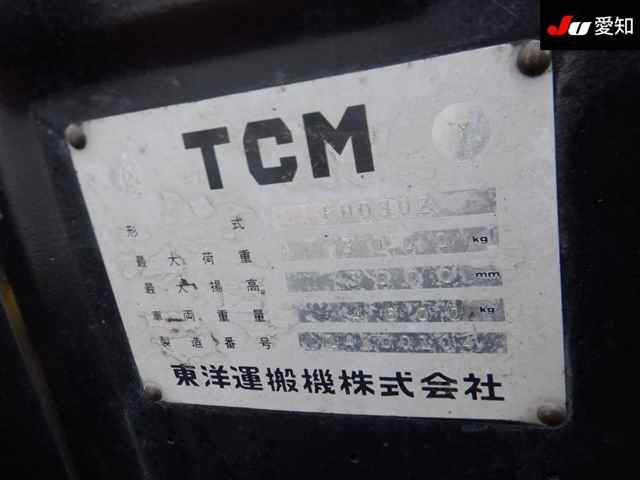 JU 愛知
TCM
形 式
最大荷重 kg
最大揚高 3000 mm
車両重量 kg
製造番号
東洋運搬機株式会社